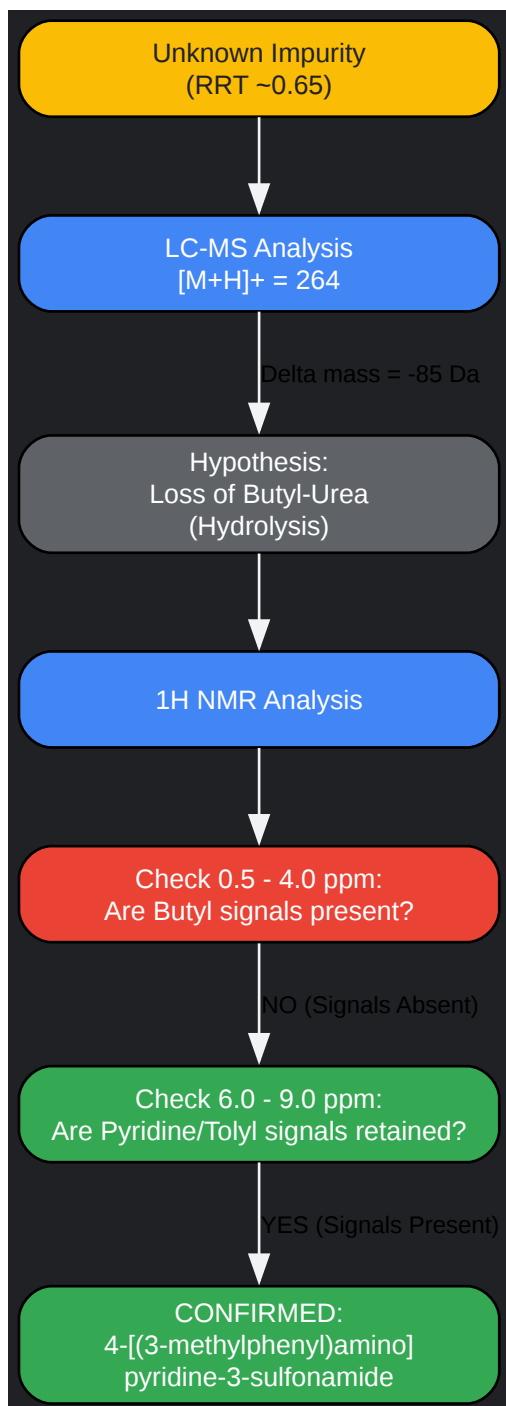 Unknown Impurity
(RRT ~0.65)
LC-MS Analysis
[M+H]+ = 264
Delta mass = -85 Da
Hypothesis:
Loss of Butyl-Urea
(Hydrolysis)
1H NMR Analysis
Check 0.5 - 4.0 ppm:
Are Butyl signals present?
NO (Signals Absent)
Check 6.0 - 9.0 ppm:
Are Pyridine/Tolyl signals retained?
YES (Signals Present)
CONFIRMED:
4-[(3-methylphenyl)amino]
pyridine-3-sulfonamide